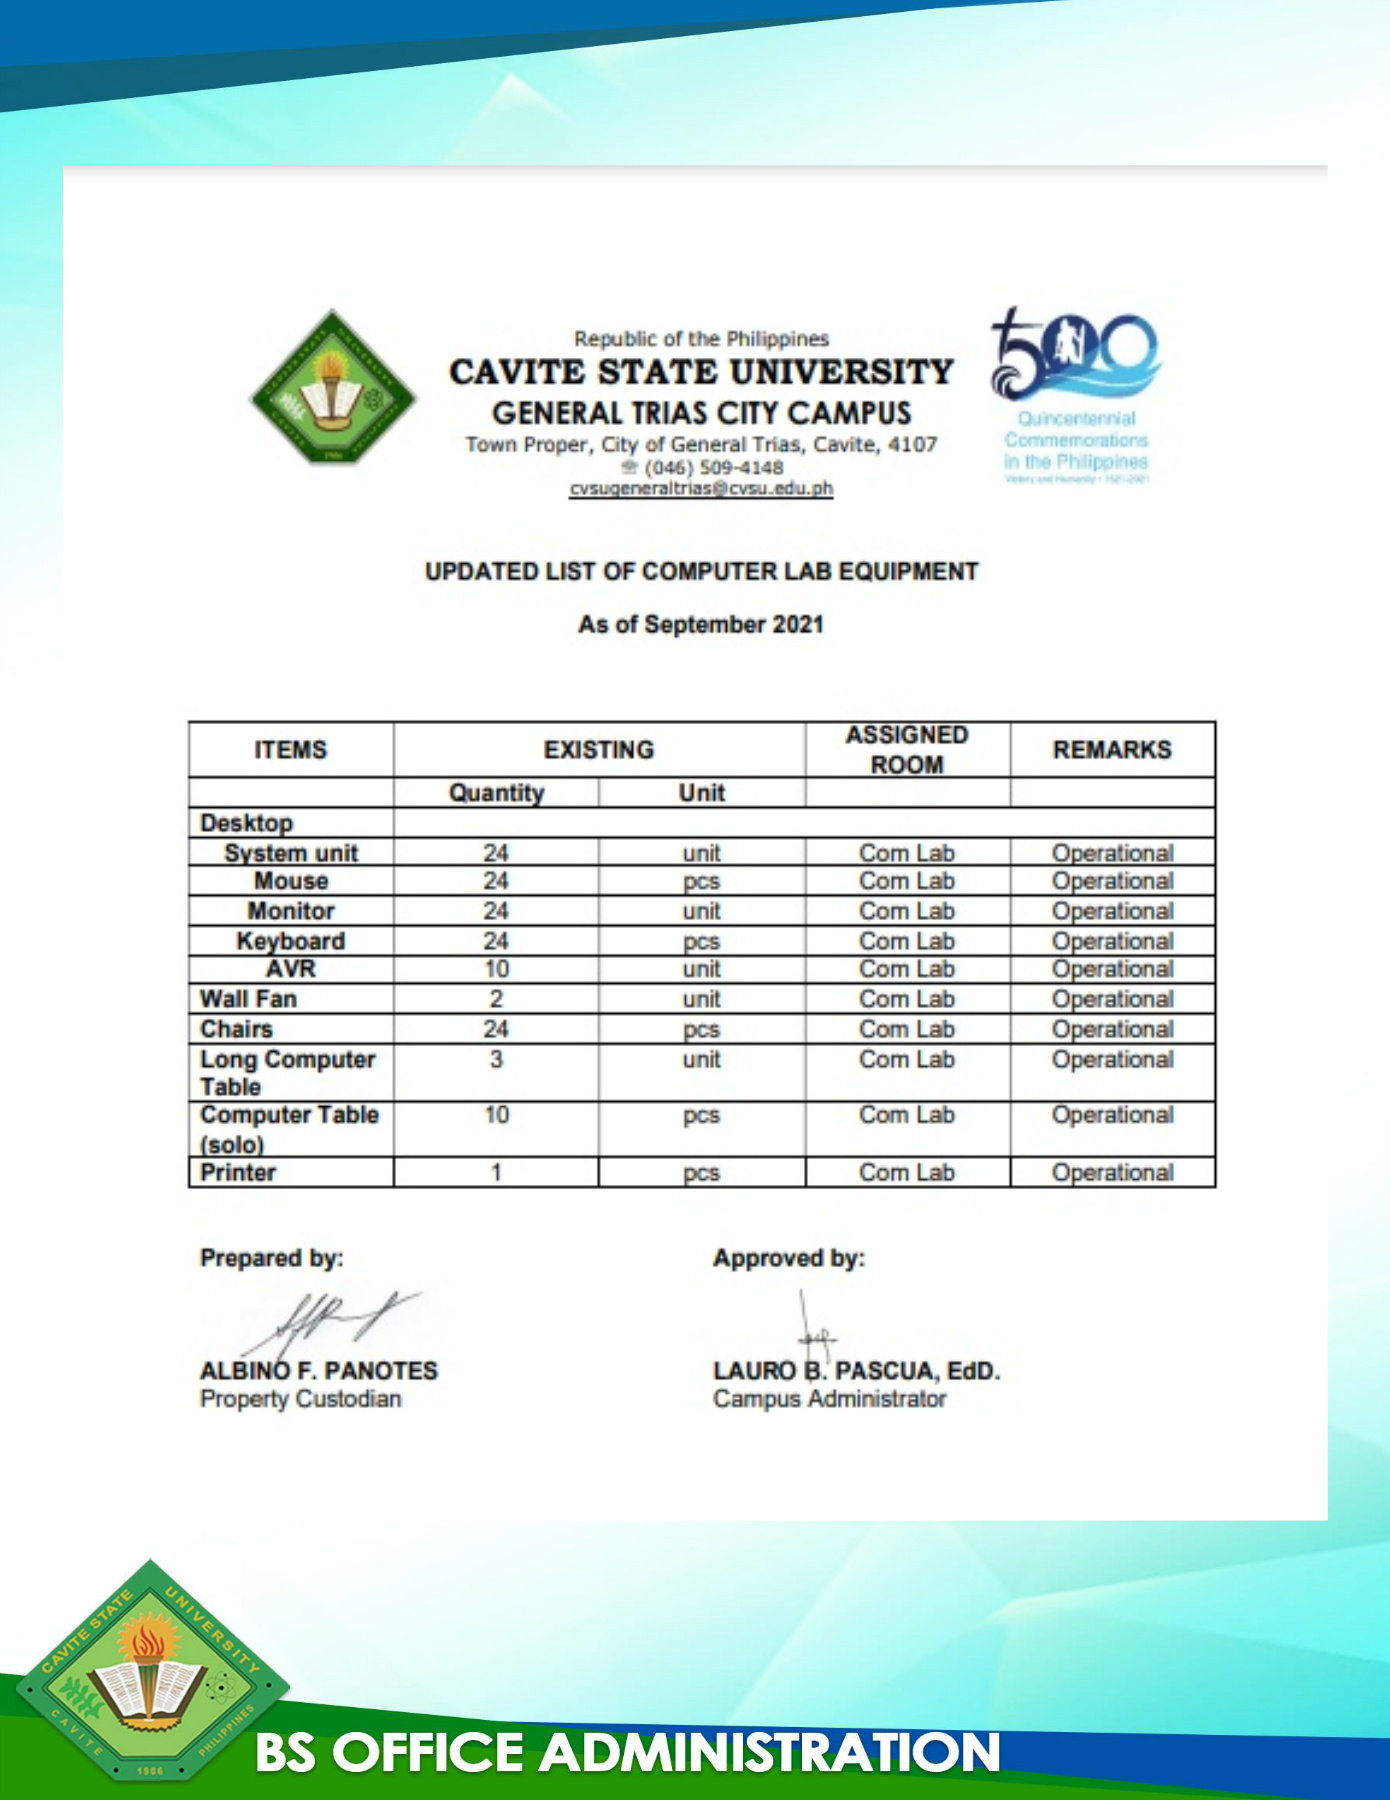 Republic of the Philippines
CAVITE STATE UNIVERSITY
GENERAL TRIAS CITY CAMPUS
Town Proper, City of General Trias, Cavite, 4107
☏ (046) 509-4148
cvsugeneraltrias@cvsu.edu.ph
500
Quincentennial
Commemorations
in the Philippines
Victory and Humanity • 1521-2021
UPDATED LIST OF COMPUTER LAB EQUIPMENT
As of September 2021
ITEMS EXISTING ASSIGNED ROOM REMARKS
Quantity Unit
Desktop
System unit 24 unit Com Lab Operational
Mouse 24 pcs Com Lab Operational
Monitor 24 unit Com Lab Operational
Keyboard 24 pcs Com Lab Operational
AVR 10 unit Com Lab Operational
Wall Fan 2 unit Com Lab Operational
Chairs 24 pcs Com Lab Operational
Long Computer Table 3 unit Com Lab Operational
Computer Table (solo) 10 pcs Com Lab Operational
Printer 1 pcs Com Lab Operational
Prepared by: Approved by:
ALBINO F. PANOTES LAURO B. PASCUA, EdD.
Property Custodian Campus Administrator
CAVITE STATE UNIVERSITY
CAVITE PHILIPPINES
1906
BS OFFICE ADMINISTRATION